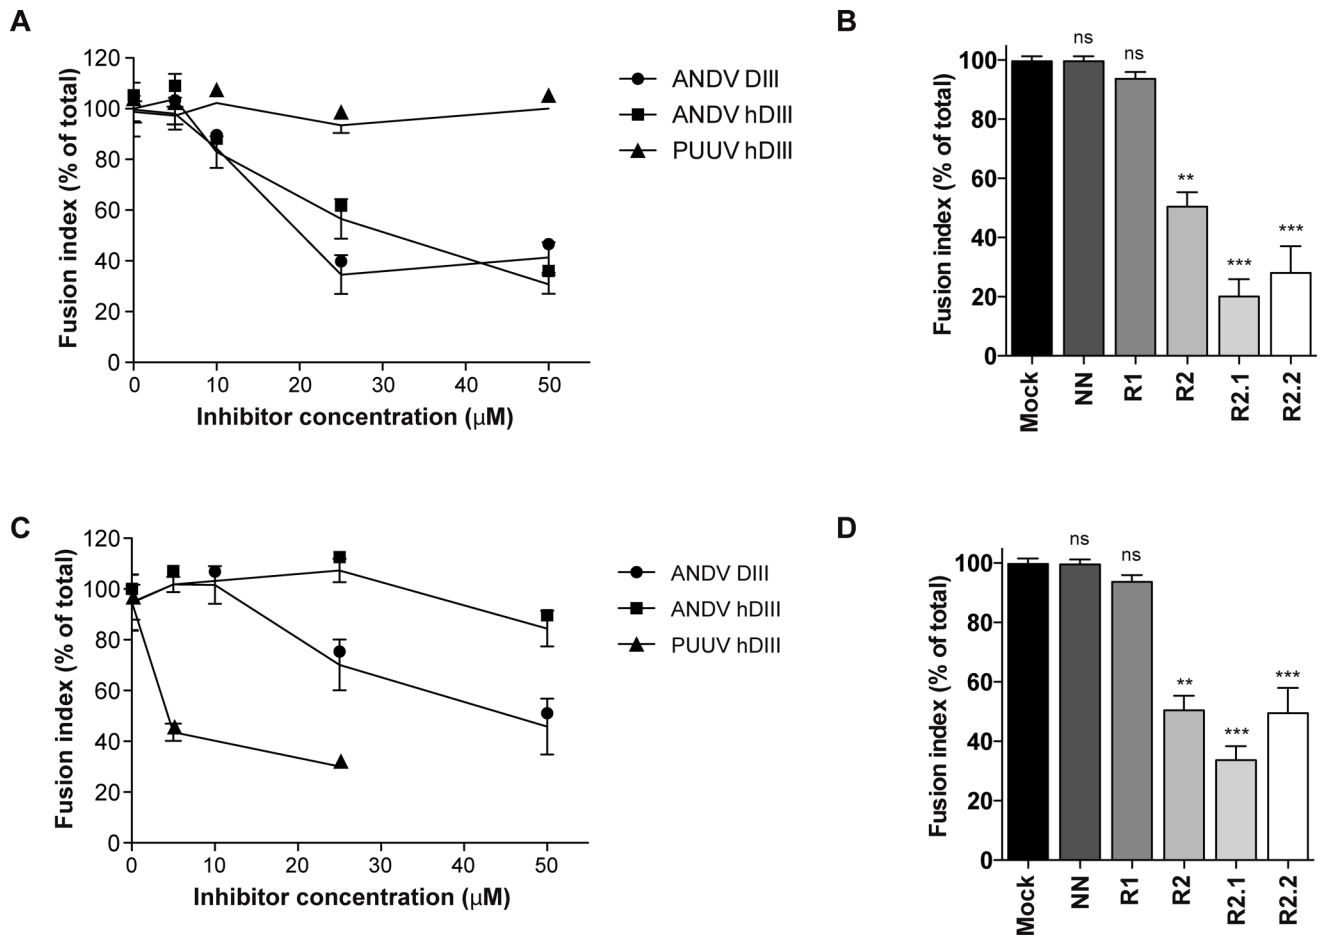 A
Fusion index (% of total)
120
100
80
60
40
20
0
0 10 20 30 40 50
Inhibitor concentration (μM)
ANDV DIII
ANDV hDIII
PUUV hDIII
B
Fusion index (% of total)
100
80
60
40
20
0
ns
ns
**
***
***
Mock
NN
R1
R2
R2.1
R2.2
C
Fusion index (% of total)
120
100
80
60
40
20
0
0 10 20 30 40 50
Inhibitor concentration (μM)
ANDV DIII
ANDV hDIII
PUUV hDIII
D
Fusion index (% of total)
100
80
60
40
20
0
ns
ns
**
***
***
Mock
NN
R1
R2
R2.1
R2.2